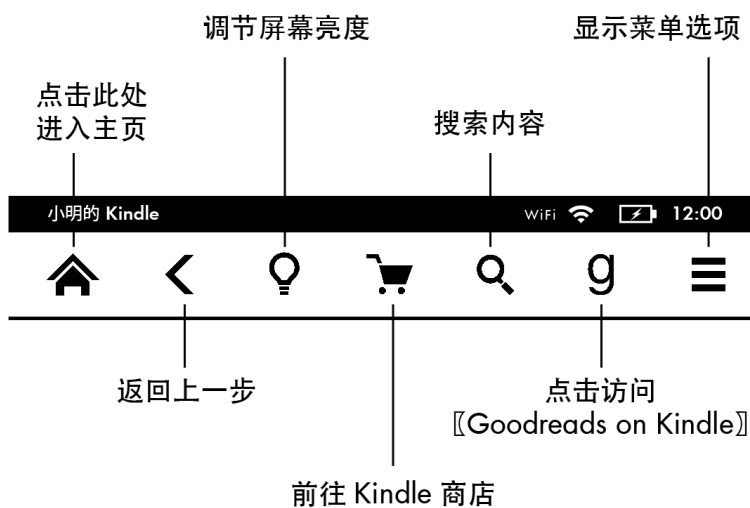 调节屏幕亮度
显示菜单选项
点击此处
进入主页
搜索内容
小明的 Kindle
WiFi
12:00
g
返回上一步
点击访问
〖Goodreads on Kindle〗
前往 Kindle 商店